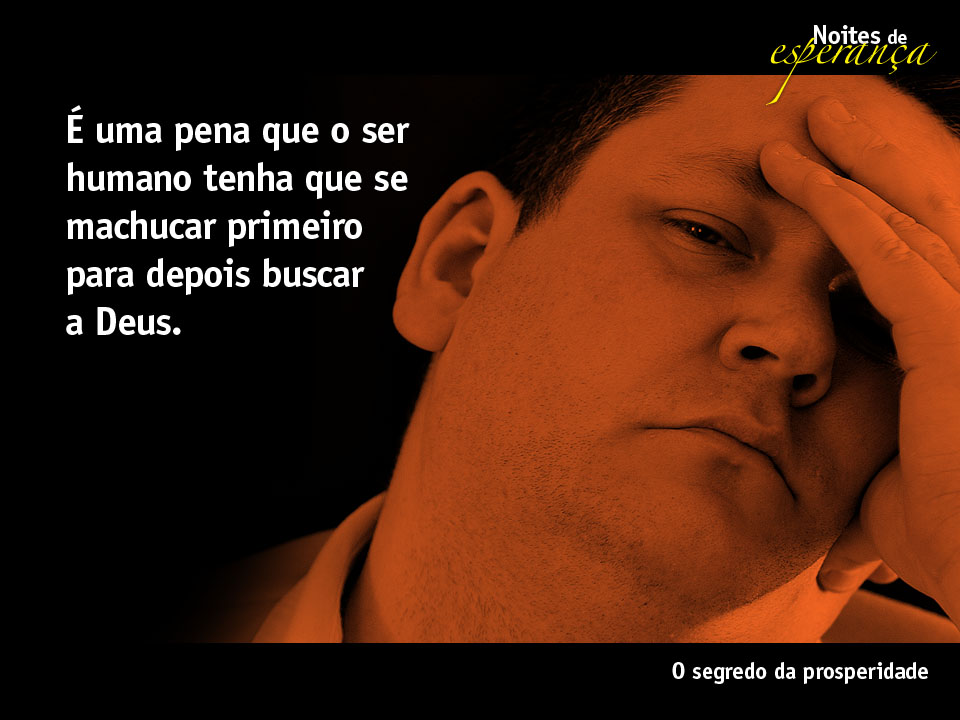 Noites de
esperança
É uma pena que o ser
humano tenha que se
machucar primeiro
para depois buscar
a Deus.
O segredo da prosperidade